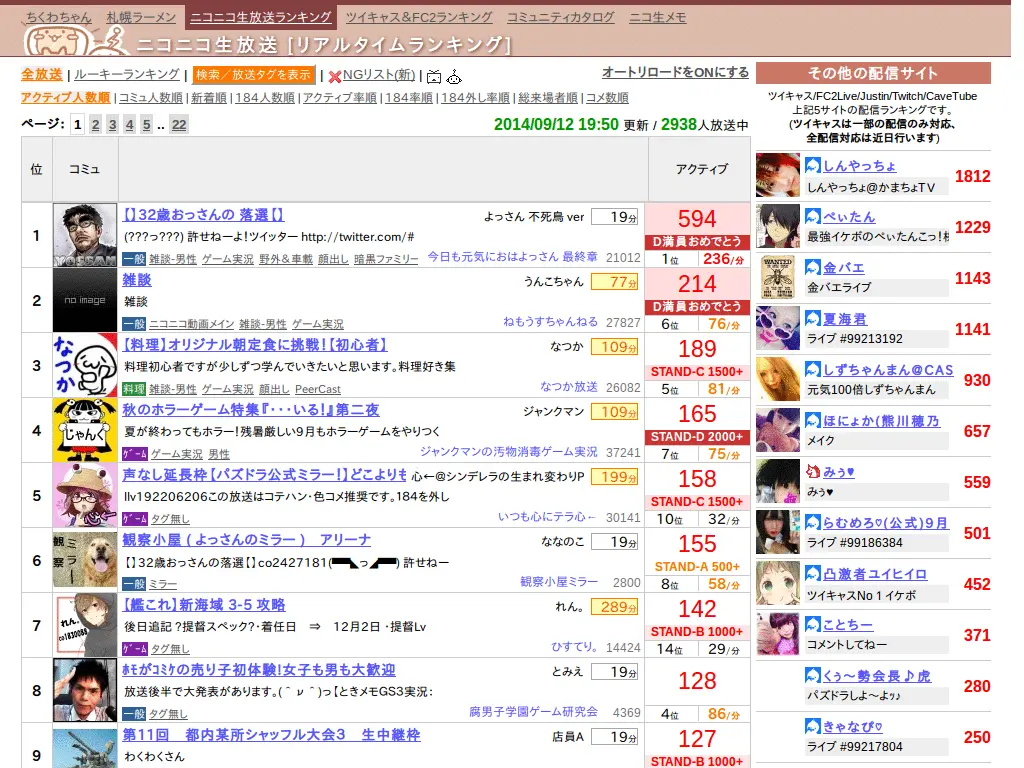 ちくわちゃん 札幌ラーメン ニコニコ生放送ランキング ツイキャス＆FC2ランキング コミュニティカタログ ニコ生メモ
ニコニコ生放送 [リアルタイムランキング]
全放送 | ルーキーランキング | 検索／放送タグを表示 | NGリスト(新) |
オートリロードをONにする
アクティブ人数順 | コミュ人数順 | 新着順 | 184人数順 | アクティブ率順 | 184率順 | 184外し率順 | 総来場者順 | コメ数順
ページ: 1 2 3 4 5 .. 22
2014/09/12 19:50 更新 / 2938人放送中
位 コミュ アクティブ
1
【】32歳おっさんの 落選【】 よっさん 不死鳥 ver 19分
(???っ???) 許せねーよ！ツイッター http://twitter.com/#
一般 雑談-男性 ゲーム実況 野外＆車載 顔出し 暗黒ファミリー 今日も元気におはよっさん 最終章 21012
594
D満員おめでとう
1位 236/分
YOSSAN
2
雑談 うんこちゃん 77分
雑談
一般 ニコニコ動画メイン 雑談-男性 ゲーム実況 ねもうすちゃんねる 27827
214
D満員おめでとう
6位 76/分
no image
3
【料理】オリジナル朝定食に挑戦！【初心者】 なつか 109分
料理初心者ですが少しずつ学んでいきたいと思います。料理好き集
料理 雑談-男性 ゲーム実況 顔出し PeerCast なつか放送 26082
189
STAND-C 1500+
5位 81/分
なつか
4
秋のホラーゲーム特集『・・・いる！』第二夜 ジャンクマン 109分
夏が終わってもホラー！残暑厳しい9月もホラーゲームをやりつく
ｹﾞｰﾑ ゲーム実況 男性 ジャンクマンの汚物消毒ゲーム実況 37241
165
STAND-D 2000+
7位 75/分
じゃんく
5
声なし延長枠【パズドラ公式ミラー！】どこよりも 心←@シンデレラの生まれ変わりP 199分
llv192206206この放送はコテハン・色コメ推奨です。184を外し
ｹﾞｰﾑ タグ無し いつも心にテラ心← 30141
158
STAND-C 1500+
10位 32/分
6
観察小屋 ( よっさんのミラー ) アリーナ ななのこ 19分
【】32歳おっさんの落選【】co2427181(▀▀◣っ◢▀▀) 許せねー
一般 ミラー 観察小屋ミラー 2800
155
STAND-A 500+
8位 58/分
観察 ミラー
7
【艦これ】新海域 3-5 攻略 れん。 289分
後日追記？提督スペック？・着任日 ⇒ 12月2日・提督Lv
ｹﾞｰﾑ タグ無し ひすてり。 14424
142
STAND-B 1000+
14位 29/分
れん.
co1830088
8
ﾎﾓがｺﾐｹの売り子初体験！女子も男も大歓迎 とみえ 19分
放送後半で大発表があります。(＾ν＾)っ【ときメモGS3実況：
一般 タグ無し 腐男子学園ゲーム研究会 4369
128
4位 86/分
9
第11回 都内某所シャッフル大会3 生中継枠 店員A 19分
わくわくさん
127
STAND-B 1000+
その他の配信サイト
ツイキャス/FC2Live/Justin/Twitch/CaveTube
上記5サイトの配信ランキングです。
(ツイキャスは一部の配信のみ対応、
全配信対応は近日行います)
しんやっちょ
しんやっちょ@かまちょTV
1812
ぺぃたん
最強イケボのぺぃたんこっ！
1229
金バエ
金バエライブ
1143
WANTED
夏海君
ライブ #99213192
1141
しずちゃんまん@CAS
元気100倍しずちゃんまん
930
ほにょか(熊川穂乃
メイク
657
みぅ♥
みぅ♥
559
らむめろ♡(公式)9月
ライブ #99186384
501
凸激者ユイヒイロ
ツイキャスNo１イケボ
452
ことちー
コメントしてねー
371
くぅ～勢会長♪虎
パズドラしよ～よｯ♪
280
きゃなぴ♡
ライブ #99217804
250